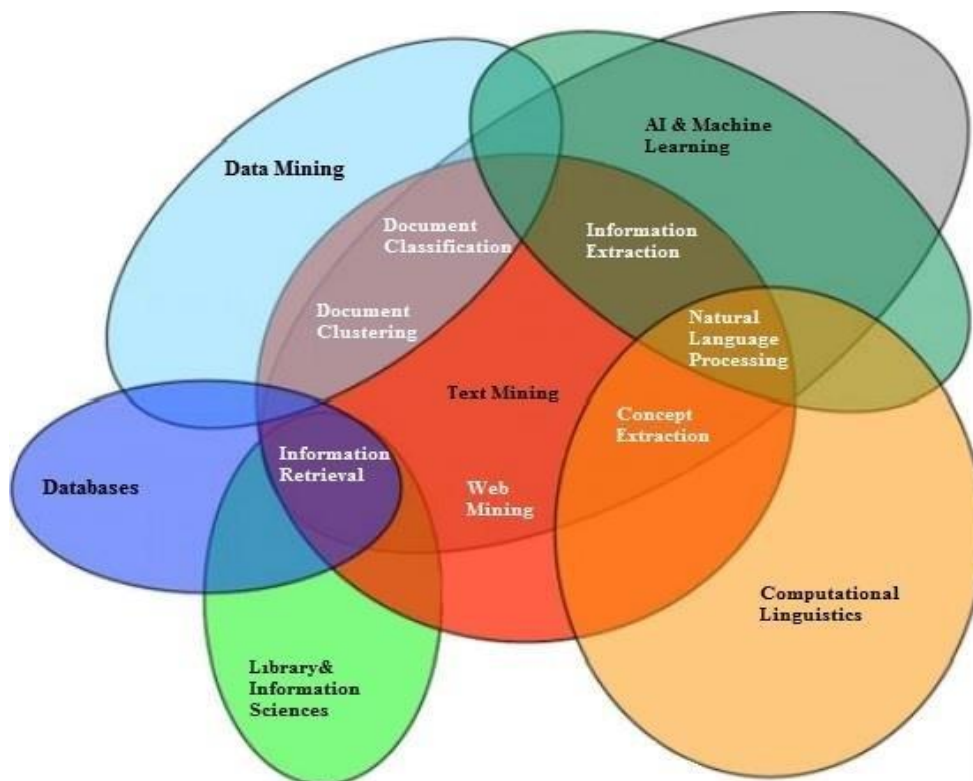 AI & Machine
Learning
Data Mining
Document
Classification
Information
Extraction
Document
Clustering
Natural
Language
Processing
Text Mining
Concept
Extraction
Information
Retrieval
Databases
Web
Mining
Computational
Linguistics
Lıbrary&
Information
Sciences